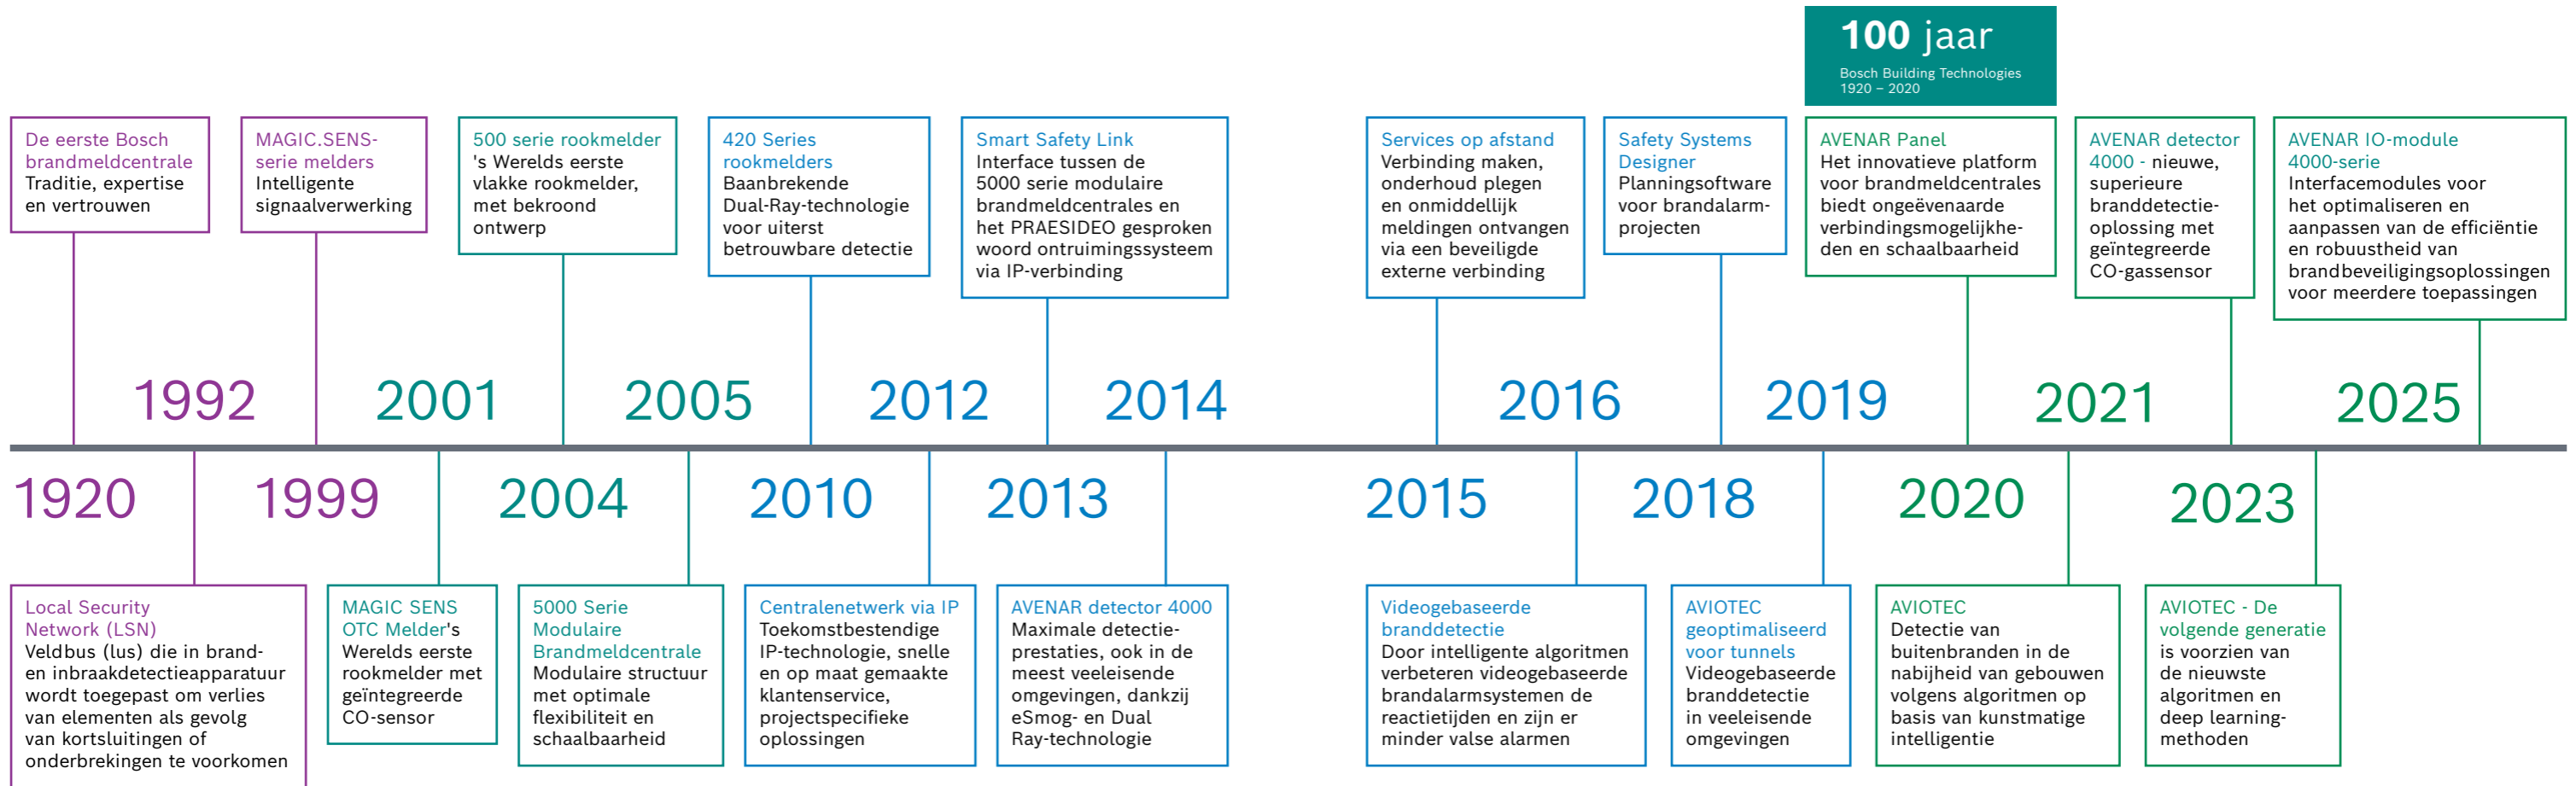 100 jaar
Bosch Building Technologies
1920 – 2020
De eerste Bosch
brandmeldcentrale
Traditie, expertise
en vertrouwen
MAGIC.SENS-
serie melders
Intelligente
signaalverwerking
500 serie rookmelder
's Werelds eerste
vlakke rookmelder,
met bekroond
ontwerp
420 Series
rookmelders
Baanbrekende
Dual-Ray-technologie
voor uiterst
betrouwbare detectie
Smart Safety Link
Interface tussen de
5000 serie modulaire
brandmeldcentrales en
het PRAESIDEO gesproken
woord ontruimingssysteem
via IP-verbinding
Services op afstand
Verbinding maken,
onderhoud plegen
en onmiddellijk
meldingen ontvangen
via een beveiligde
externe verbinding
Safety Systems
Designer
Planningsoftware
voor brandalarm-
projecten
AVENAR Panel
Het innovatieve platform
voor brandmeldcentrales
biedt ongeëvenaarde
verbindingsmogelijkhe-
den en schaalbaarheid
AVENAR detector
4000 - nieuwe,
superieure
branddetectie-
oplossing met
geïntegreerde
CO-gassensor
AVENAR IO-module
4000-serie
Interfacemodules voor
het optimaliseren en
aanpassen van de efficiëntie
en robuustheid van
brandbeveiligingsoplossingen
voor meerdere toepassingen
1992
2001
2005
2012
2014
2016
2019
2021
2025
1920
1999
2004
2010
2013
2015
2018
2020
2023
Local Security
Network (LSN)
Veldbus (lus) die in brand-
en inbraakdetectieapparatuur
wordt toegepast om verlies
van elementen als gevolg
van kortsluitingen of
onderbrekingen te voorkomen
MAGIC SENS
OTC Melder's
Werelds eerste
rookmelder met
geïntegreerde
CO-sensor
5000 Serie
Modulaire
Brandmeldcentrale
Modulaire structuur
met optimale
flexibiliteit en
schaalbaarheid
Centralenetwerk via IP
Toekomstbestendige
IP-technologie, snelle
en op maat gemaakte
klantenservice,
projectspecifieke
oplossingen
AVENAR detector 4000
Maximale detectie-
prestaties, ook in de
meest veeleisende
omgevingen, dankzij
eSmog- en Dual
Ray-technologie
Videogebaseerde
branddetectie
Door intelligente algoritmen
verbeteren videogebaseerde
brandalarmsystemen de
reactietijden en zijn er
minder valse alarmen
AVIOTEC
geoptimaliseerd
voor tunnels
Videogebaseerde
branddetectie
in veeleisende
omgevingen
AVIOTEC
Detectie van
buitenbranden in de
nabijheid van gebouwen
volgens algoritmen op
basis van kunstmatige
intelligentie
AVIOTEC - De
volgende generatie
is voorzien van
de nieuwste
algoritmen en
deep learning-
methoden